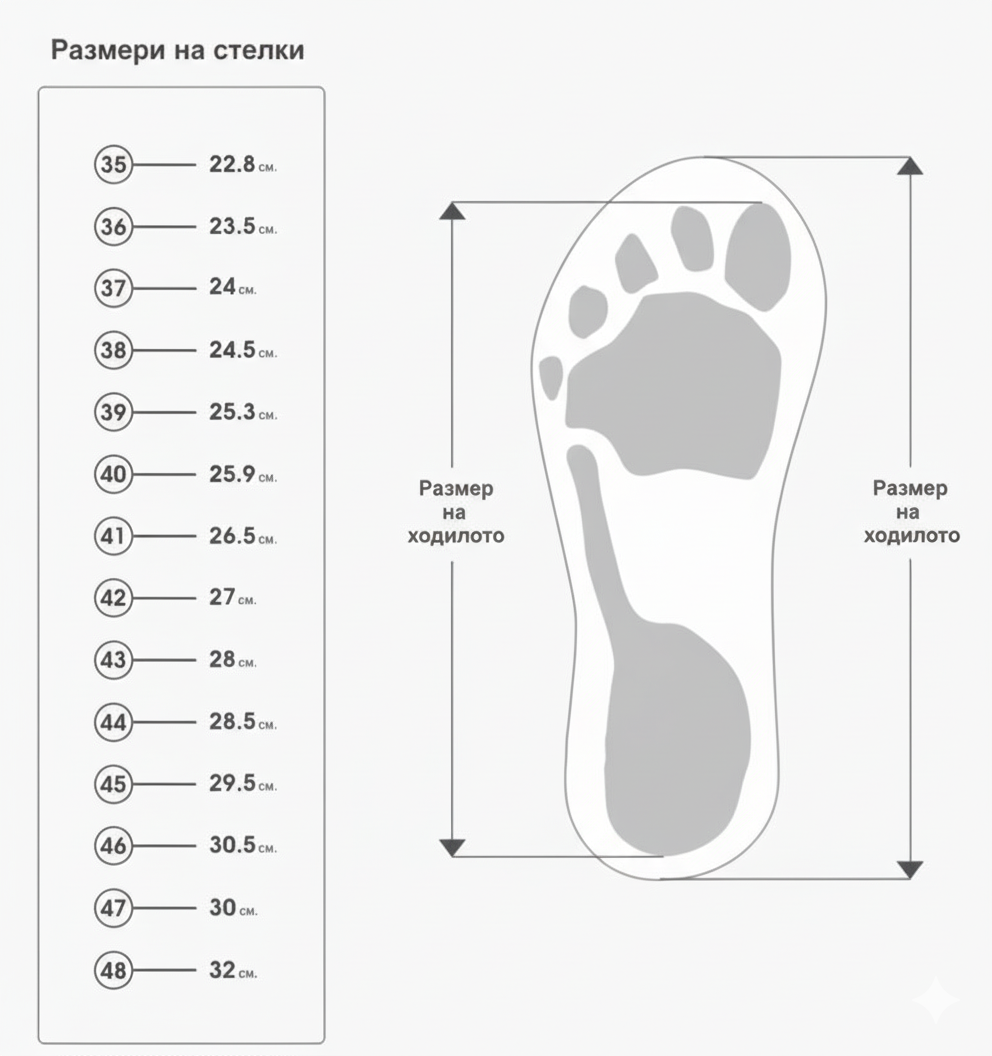 Размери на стелки
35 22.8 см.
36 23.5 см.
37 24 см.
38 24.5 см.
39 25.3 см.
40 25.9 см.
41 26.5 см.
42 27 см.
43 28 см.
44 28.5 см.
45 29.5 см.
46 30.5 см.
47 30 см.
48 32 см.
Размер
на
ходилото
Размер
на
ходилото